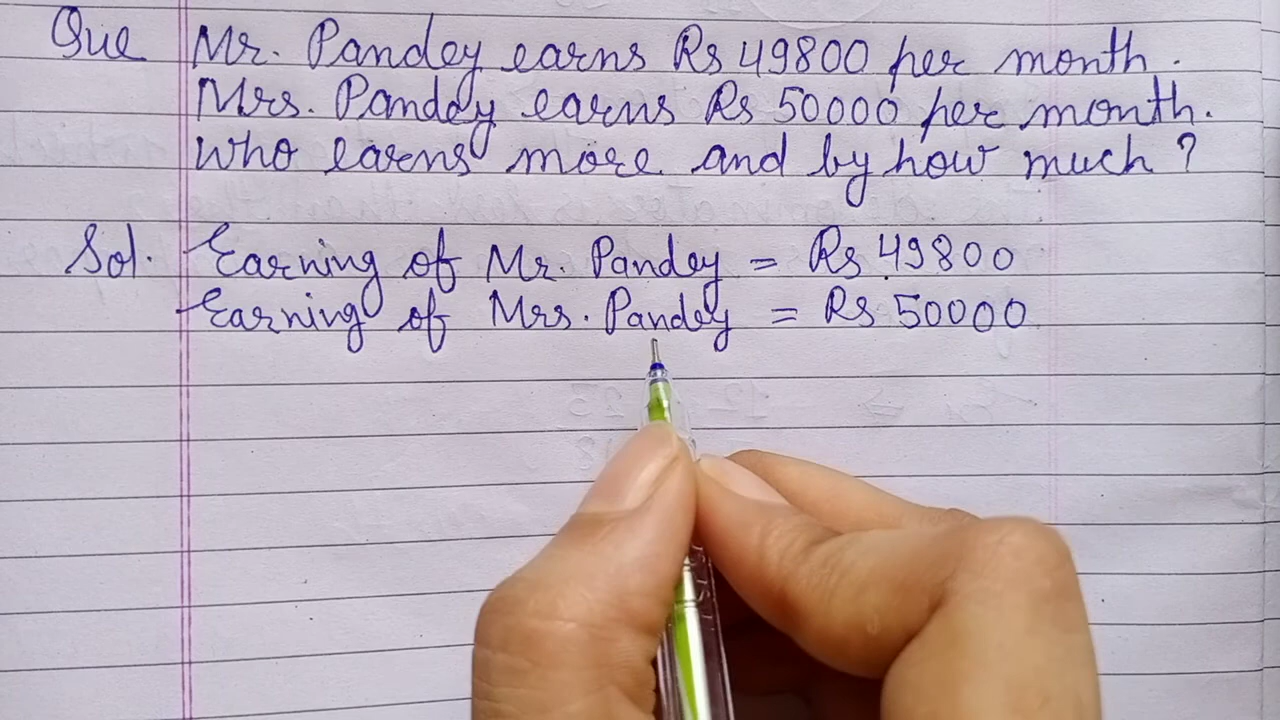 Que Mr. Pandey earns Rs 49800 per month.
Mrs. Pandey earns Rs 50000 per month.
Who earns more and by how much?
Sol. Earning of Mr. Pandey = Rs 49800
Earning of Mrs. Pandey = Rs 50000